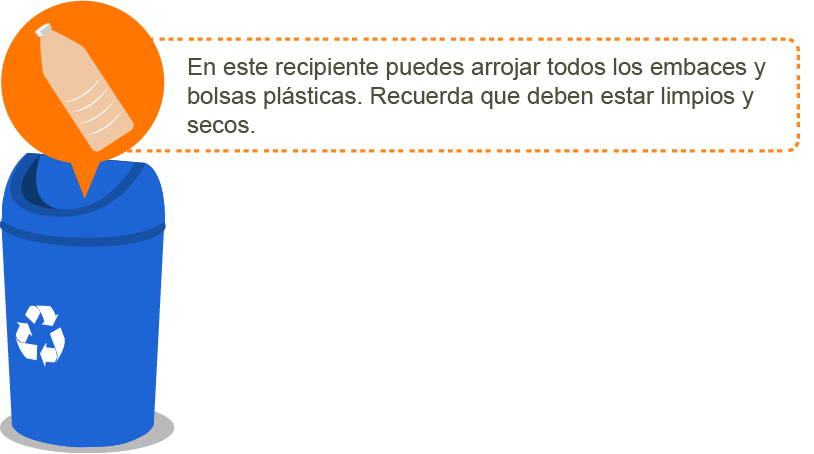 En este recipiente puedes arrojar todos los embaces y
bolsas plásticas. Recuerda que deben estar limpios y
secos.